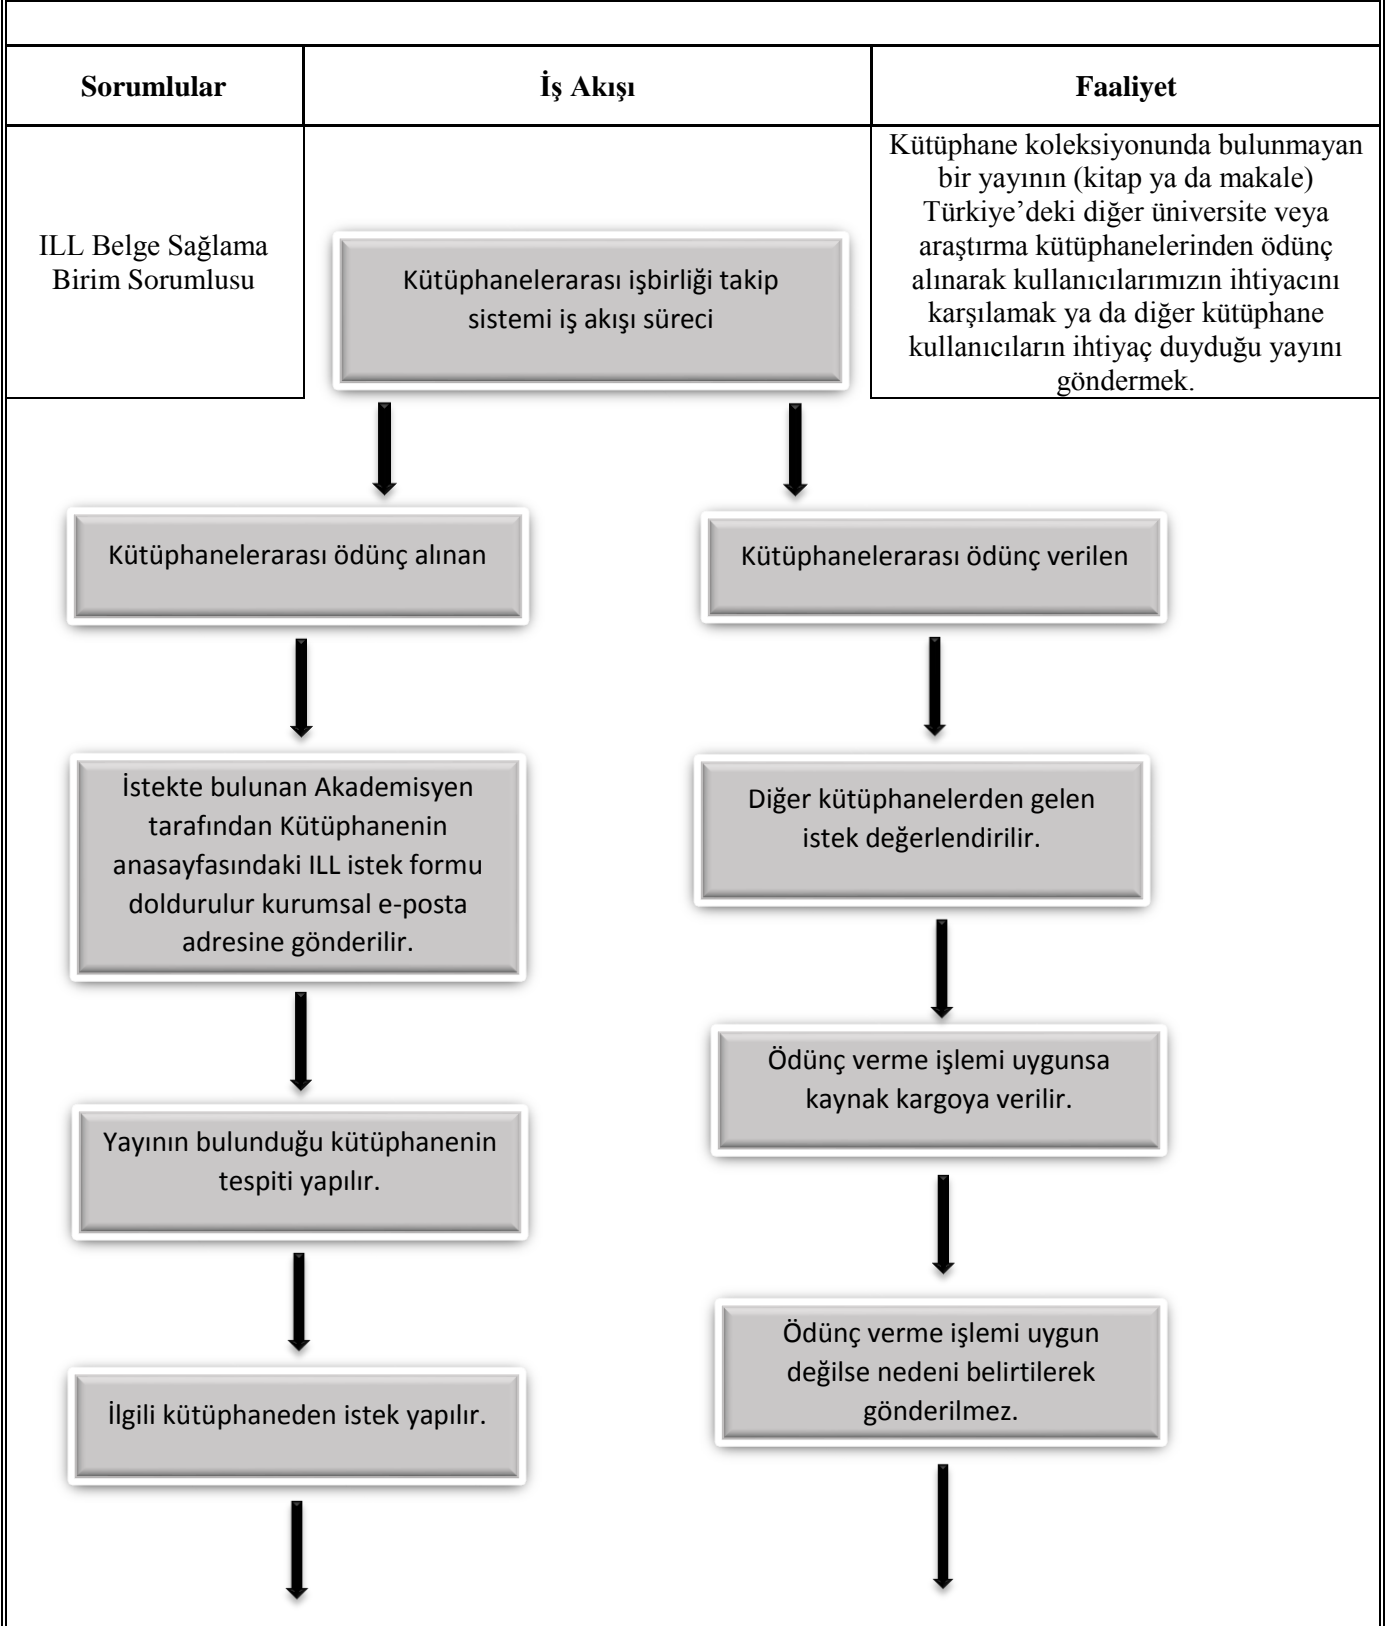 Sorumlular
İş Akışı
Faaliyet
ILL Belge Sağlama
Birim Sorumlusu
Kütüphanelerarası işbirliği takip
sistemi iş akışı süreci
Kütüphane koleksiyonunda bulunmayan
bir yayının (kitap ya da makale)
Türkiye’deki diğer üniversite veya
araştırma kütüphanelerinden ödünç
alınarak kullanıcılarımızın ihtiyacını
karşılamak ya da diğer kütüphane
kullanıcıların ihtiyaç duyduğu yayını
göndermek.
Kütüphanelerarası ödünç alınan
Kütüphanelerarası ödünç verilen
İstekte bulunan Akademisyen
tarafından Kütüphanenin
anasayfasındaki ILL istek formu
doldurulur kurumsal e-posta
adresine gönderilir.
Diğer kütüphanelerden gelen
istek değerlendirilir.
Yayının bulunduğu kütüphanenin
tespiti yapılır.
Ödünç verme işlemi uygunsa
kaynak kargoya verilir.
İlgili kütüphaneden istek yapılır.
Ödünç verme işlemi uygun
değilse nedeni belirtilerek
gönderilmez.